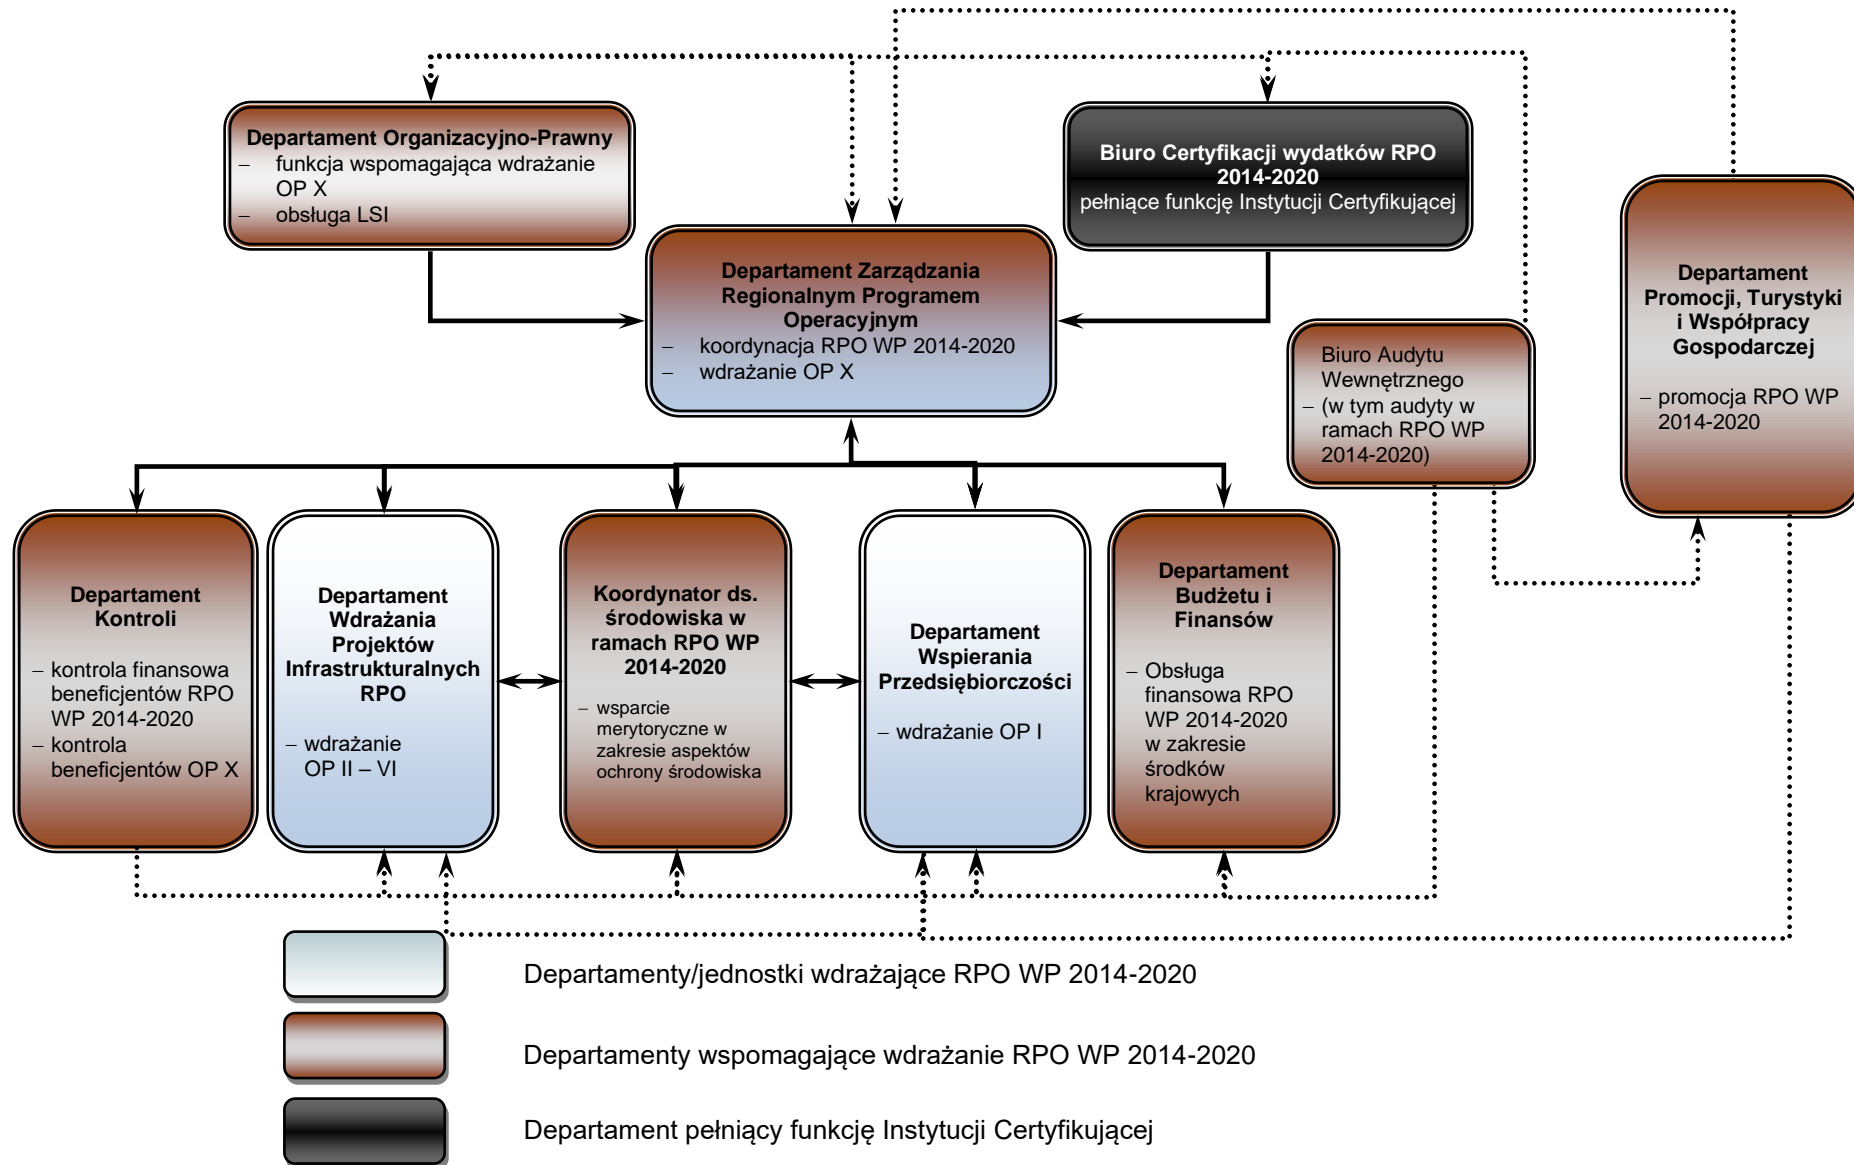 Departament Organizacyjno-Prawny
– funkcja wspomagająca wdrażanie
OP X
– obsługa LSI
Biuro Certyfikacji wydatków RPO
2014-2020
pełniące funkcję Instytucji Certyfikującej
Departament Zarządzania
Regionalnym Programem
Operacyjnym
– koordynacja RPO WP 2014-2020
– wdrażanie OP X
Biuro Audytu
Wewnętrznego
– (w tym audyty w
ramach RPO WP
2014-2020)
Departament
Promocji, Turystyki
i Współpracy
Gospodarczej
– promocja RPO WP
2014-2020
Departament
Kontroli
– kontrola finansowa
beneficjentów RPO
WP 2014-2020
– kontrola
beneficjentów OP X
Departament
Wdrażania
Projektów
Infrastrukturalnych
RPO
– wdrażanie
OP II – VI
Koordynator ds.
środowiska w
ramach RPO WP
2014-2020
– wsparcie
merytoryczne w
zakresie aspektów
ochrony środowiska
Departament
Wspierania
Przedsiębiorczości
– wdrażanie OP I
Departament
Budżetu i
Finansów
– Obsługa
finansowa RPO
WP 2014-2020
w zakresie
środków
krajowych
Departamenty/jednostki wdrażające RPO WP 2014-2020
Departamenty wspomagające wdrażanie RPO WP 2014-2020
Departament pełniący funkcję Instytucji Certyfikującej